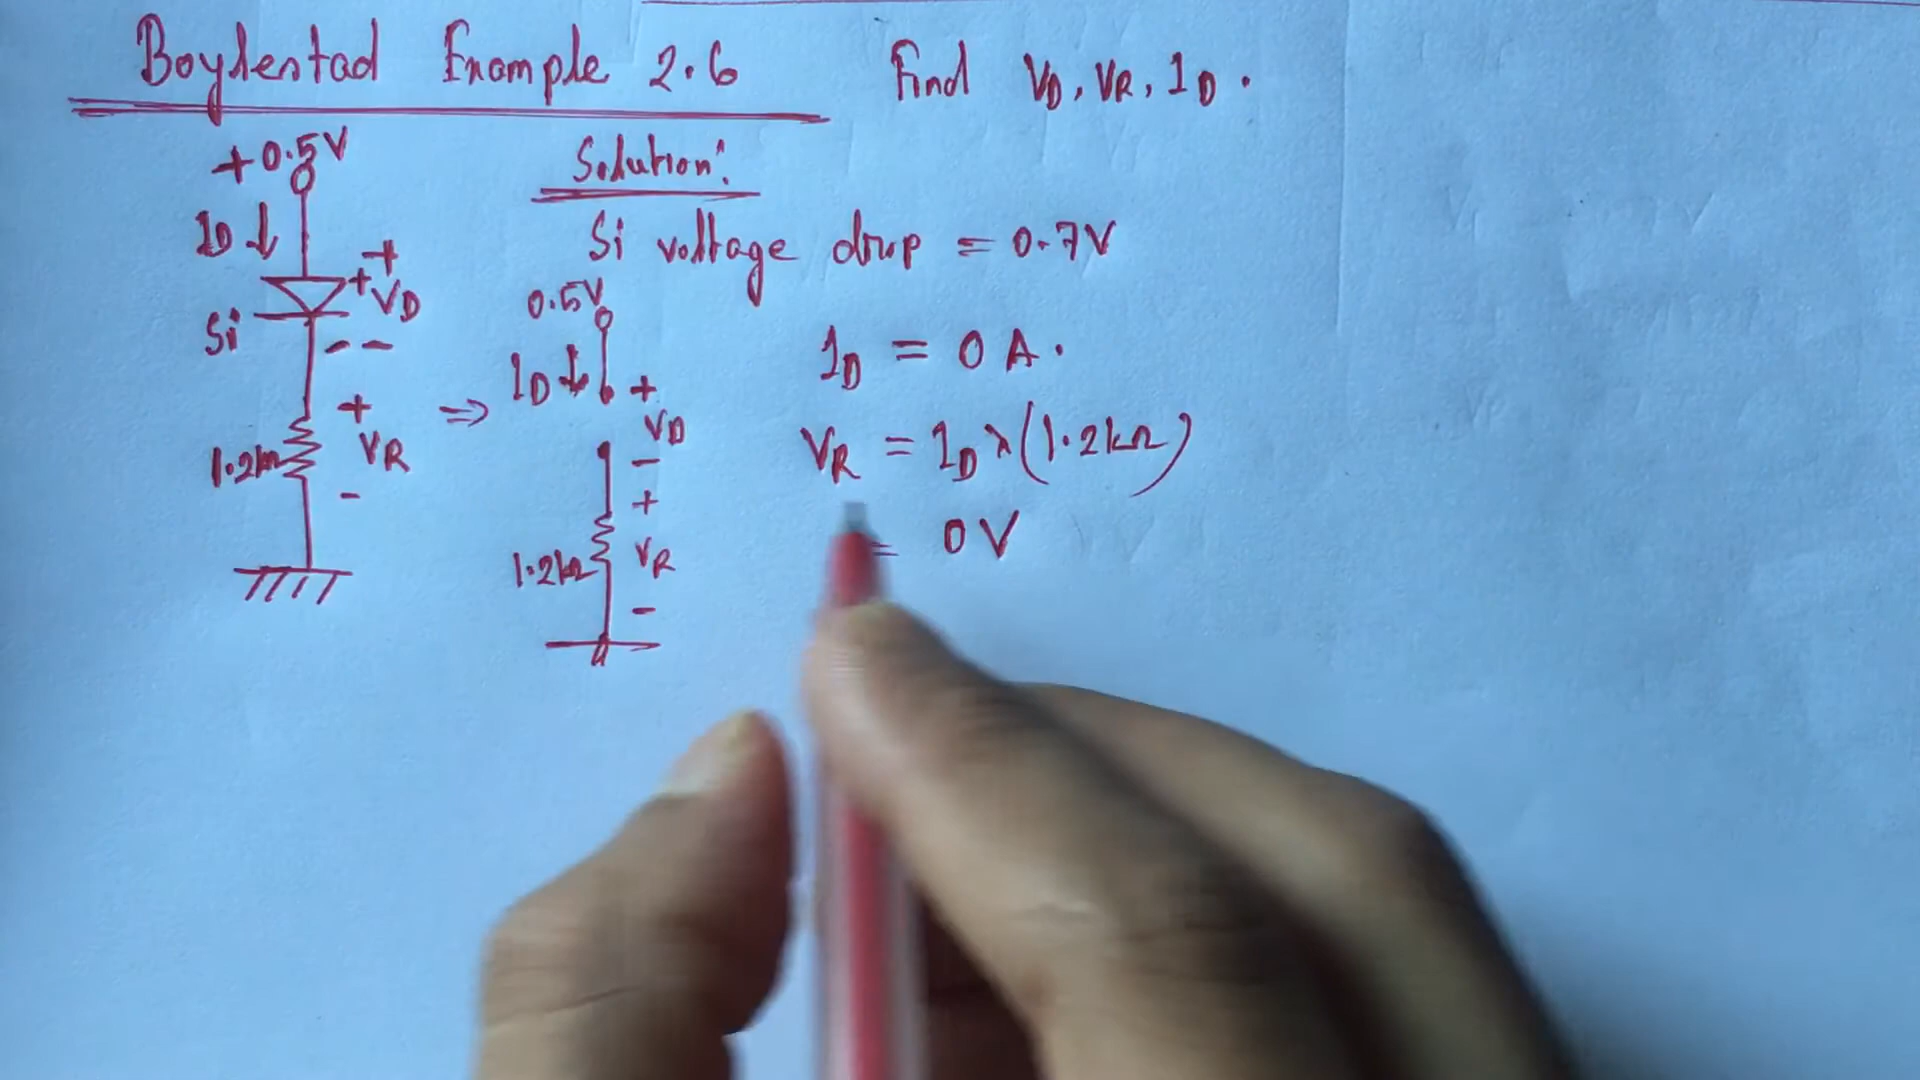 Boylestad Example 2.6 Find VD, VR, ID.
+0.5V
ID ↓
+
+ VD
Si
- -
+
1.2kΩ VR
-
⇒
Solution:
Si voltage drop = 0.7V
0.5V
ID ↓ +
VD
-
+
1.2kΩ VR
-
ID = 0 A.
VR = ID × (1.2kΩ)
= 0V